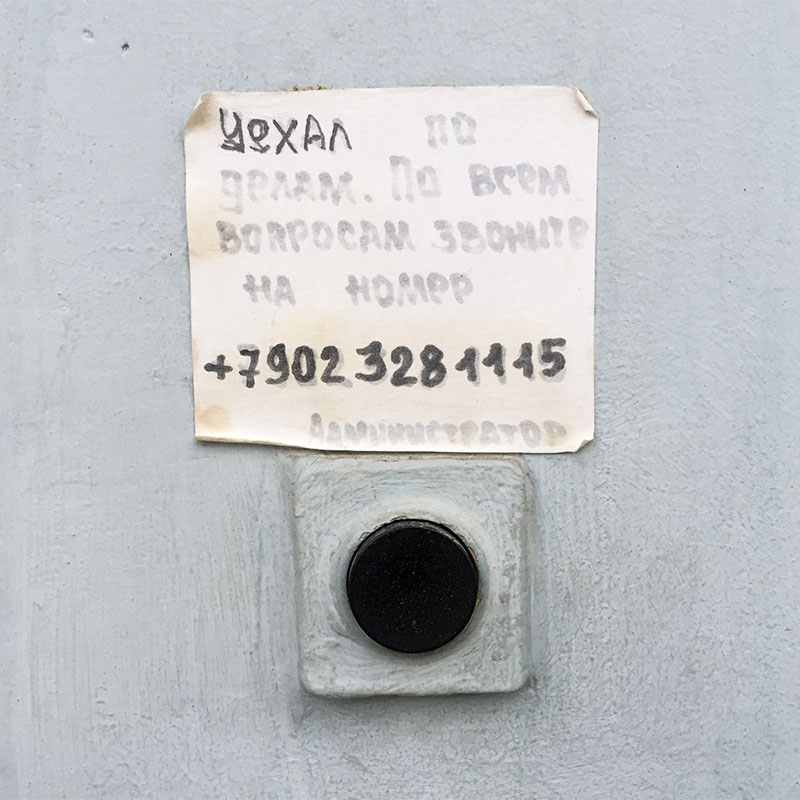 Уехал по
делам. По всем
вопросам звоните
на номер
+7902 328 1115
Администратор